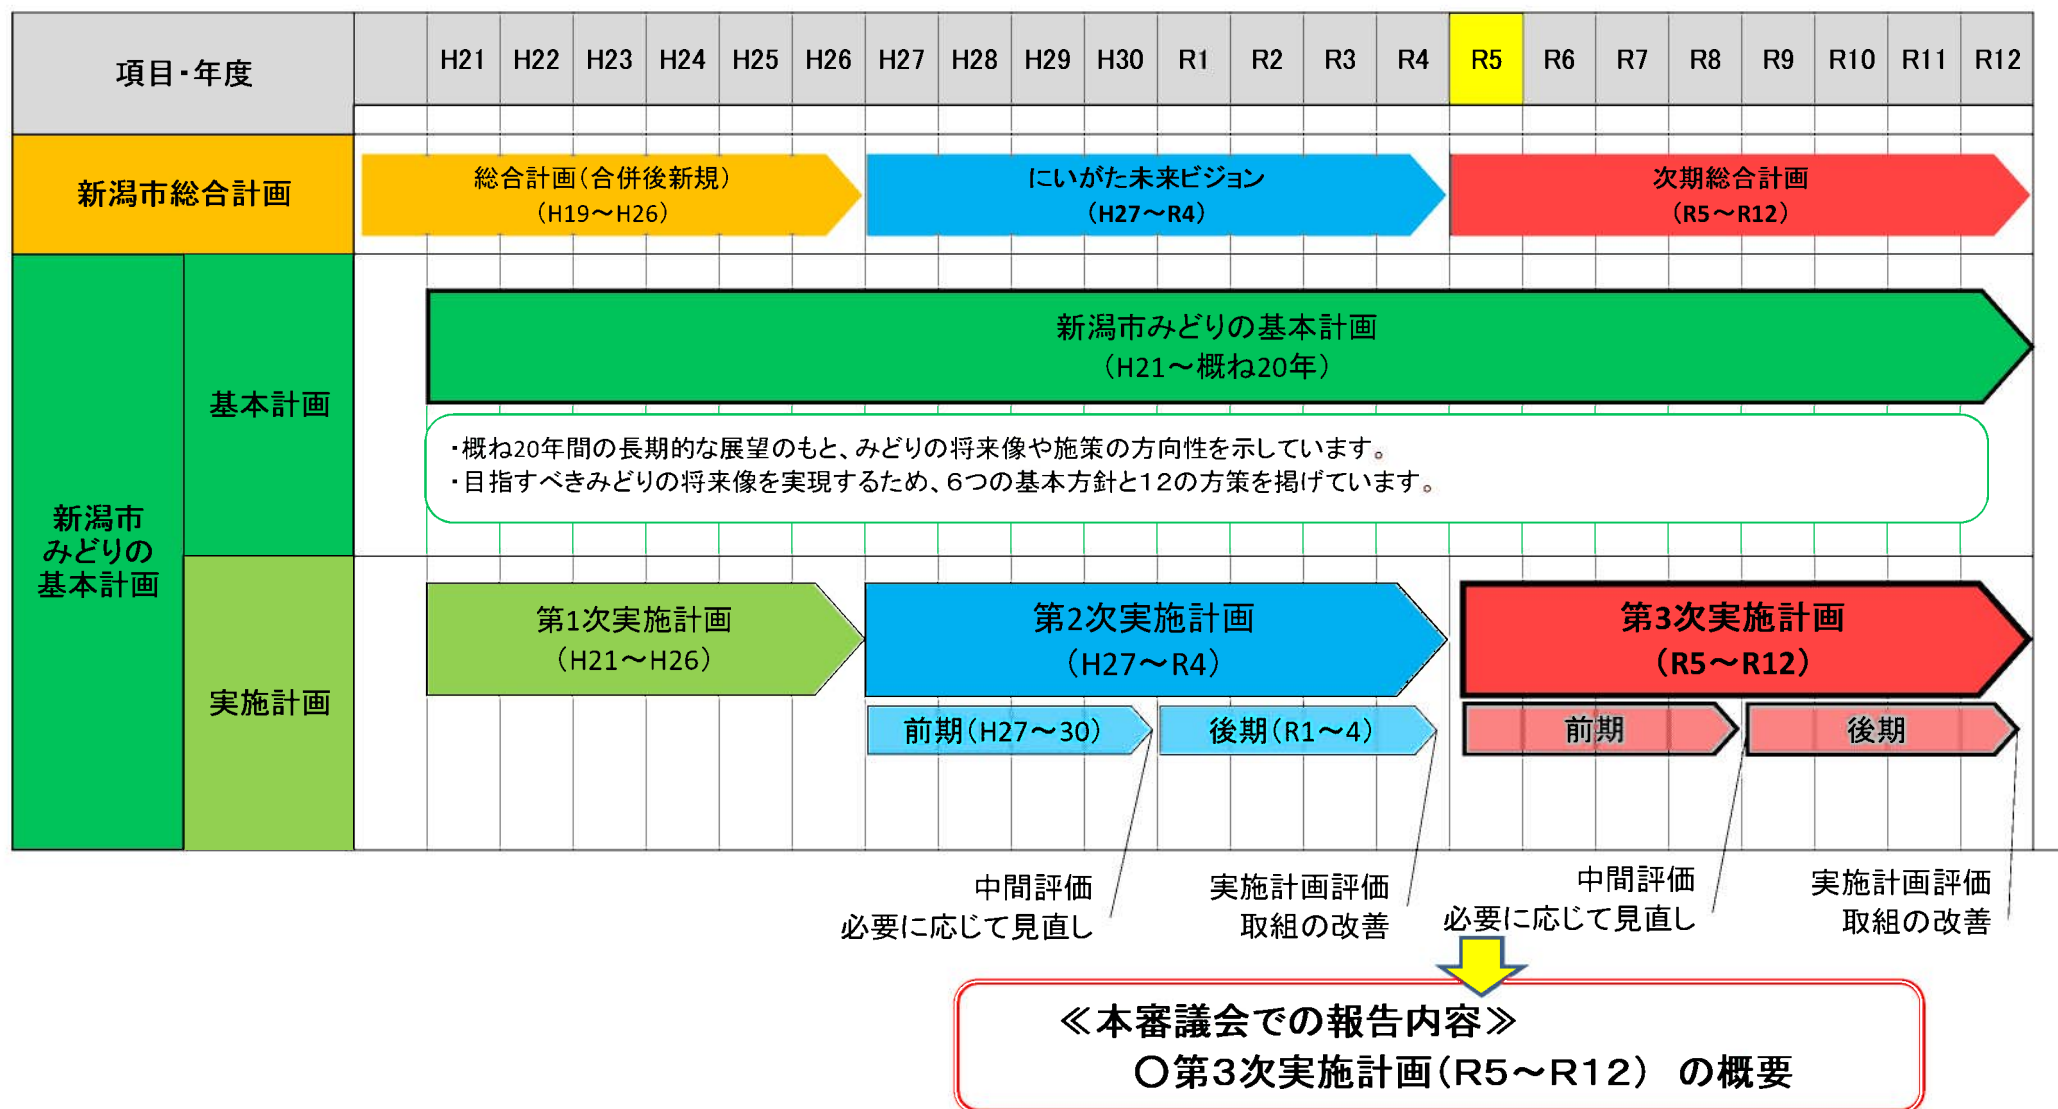 項目・年度
H21 H22 H23 H24 H25 H26 H27 H28 H29 H30 R1 R2 R3 R4 R5 R6 R7 R8 R9 R10 R11 R12
新潟市総合計画
総合計画(合併後新規)
(H19～H26)
にいがた未来ビジョン
(H27～R4)
次期総合計画
(R5～R12)
新潟市
みどりの
基本計画
基本計画
新潟市みどりの基本計画
(H21～概ね20年)
・概ね20年間の長期的な展望のもと、みどりの将来像や施策の方向性を示しています。
・目指すべきみどりの将来像を実現するため、６つの基本方針と１２の方策を掲げています。
実施計画
第1次実施計画
(H21～H26)
第2次実施計画
(H27～R4)
第3次実施計画
(R5～R12)
前期(H27～30)
後期(R1～4)
前期
後期
中間評価
必要に応じて見直し
実施計画評価
取組の改善
中間評価
必要に応じて見直し
実施計画評価
取組の改善
≪本審議会での報告内容≫
○第３次実施計画(R５～R１２) の概要